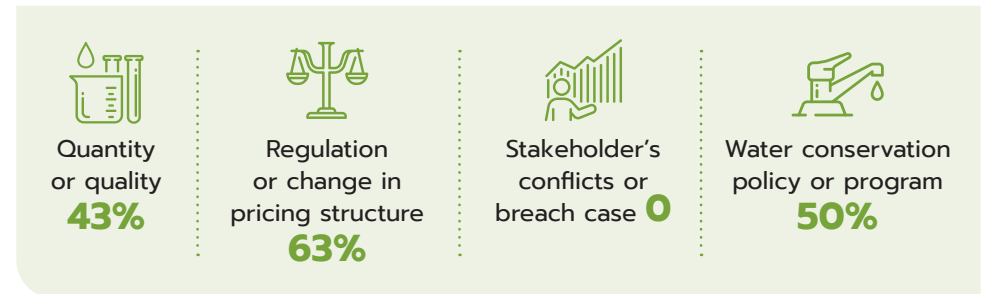 Quantity
or quality
43%
Regulation
or change in
pricing structure
63%
Stakeholder's
conflicts or
breach case 0
Water conservation
policy or program
50%